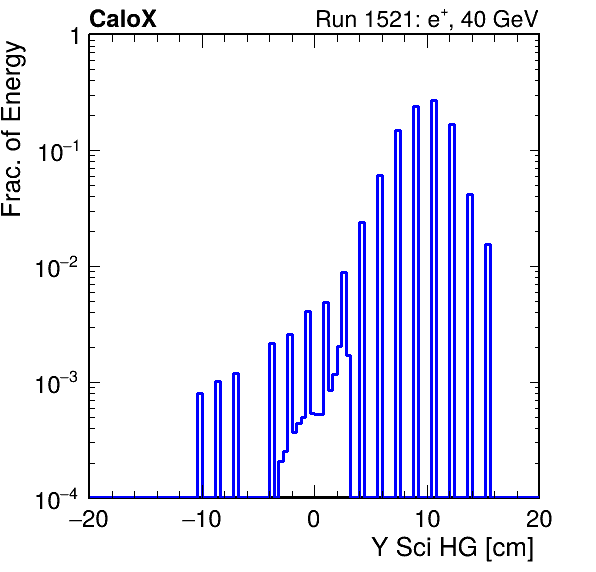 CaloX Run 1521: e⁺, 40 GeV
Frac. of Energy
1
10⁻¹
10⁻²
10⁻³
10⁻⁴
−20 −10 0 10 20
Y Sci HG [cm]